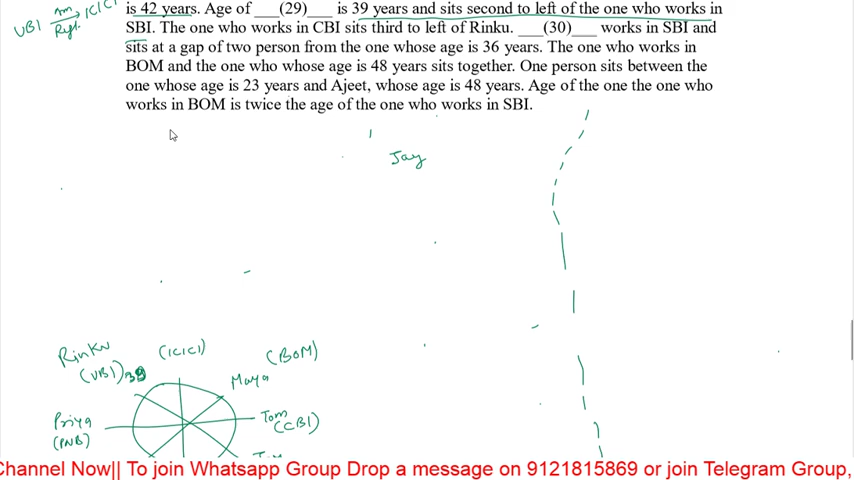 is 42 years. Age of ___(29)___ is 39 years and sits second to left of the one who works in
UBI Imm Right ICICI
SBI. The one who works in CBI sits third to left of Rinku. ___(30)___ works in SBI and
sits at a gap of two person from the one whose age is 36 years. The one who works in
BOM and the one who whose age is 48 years sits together. One person sits between the
one whose age is 23 years and Ajeet, whose age is 48 years. Age of the one the one who
works in BOM is twice the age of the one who works in SBI.
Jay
Rinku (ICICI) (BOM)
(UBI) 39 Maya
Priya Tom
(PNB) (CBI)
Channel Now|| To join Whatsapp Group Drop a message on 9121815869 or join Telegram Group,